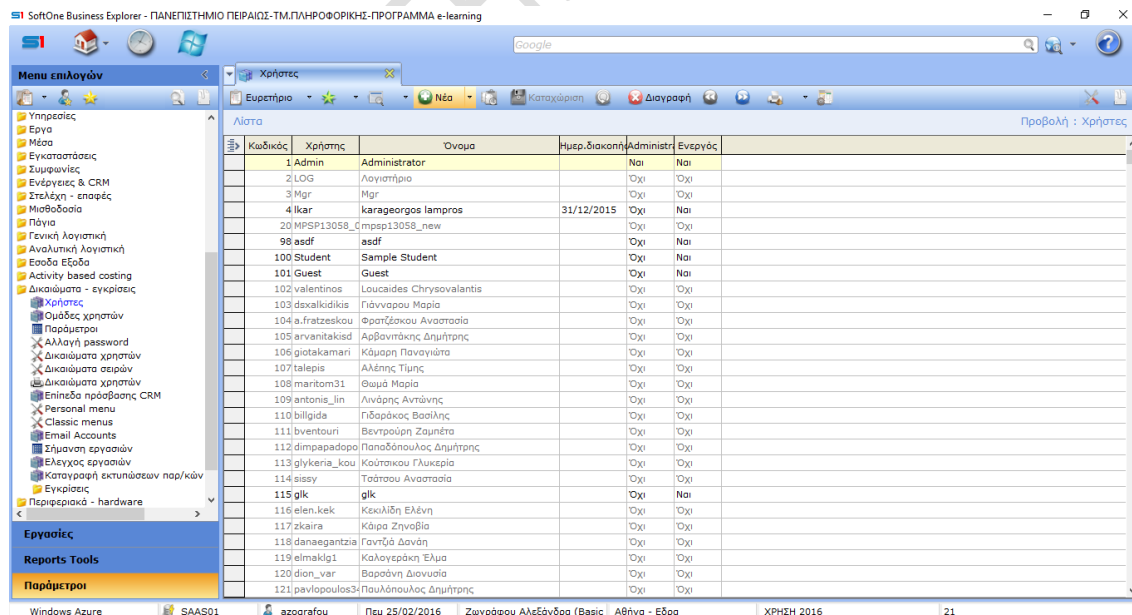 SoftOne Business Explorer - ΠΑΝΕΠΙΣΤΗΜΙΟ ΠΕΙΡΑΙΩΣ-ΤΜ.ΠΛΗΡΟΦΟΡΙΚΗΣ-ΠΡΟΓΡΑΜΜΑ e-learning
Google
Menu επιλογών
Χρήστες
Ευρετήριο Νέα Καταχώριση Διαγραφή
Λίστα Προβολή : Χρήστες
Υπηρεσίες
Εργα
Μέσα
Εγκαταστάσεις
Συμφωνίες
Ενέργειες & CRM
Στελέχη - επαφές
Μισθοδοσία
Πάγια
Γενική λογιστική
Αναλυτική λογιστική
Εσοδα Εξοδα
Activity based costing
Δικαιώματα - εγκρίσεις
Χρήστες
Ομάδες χρηστών
Παράμετροι
Αλλαγή password
Δικαιώματα χρηστών
Δικαιώματα σειρών
Δικαιώματα χρηστών
Επίπεδα πρόσβασης CRM
Personal menu
Classic menus
Email Accounts
Σήμανση εργασιών
Ελεγχος εργασιών
Καταγραφή εκτυπώσεων παρ/κών
Εγκρίσεις
Περιφερειακά - hardware
Εργασίες
Reports Tools
Παράμετροι
Κωδικός Χρήστης Όνομα Ημερ.διακοπής Administra Ενεργός
1 Admin Administrator Ναι Ναι
2 LOG Λογιστήριο Όχι Όχι
3 Mgr Mgr Όχι Όχι
4 lkar karageorgos lampros 31/12/2015 Όχι Ναι
20 MPSP13058_ mpsp13058_new Όχι Όχι
98 asdf asdf Όχι Ναι
100 Student Sample Student Όχι Ναι
101 Guest Guest Όχι Ναι
102 valentinos Loucaides Chrysovalantis Όχι Όχι
103 dsxalkidikis Γιάνναρου Μαρία Όχι Όχι
104 a.fratzeskou Φρατζέσκου Αναστασία Όχι Όχι
105 arvanitakisd Αρβανιτάκης Δημήτρης Όχι Όχι
106 giotakamari Κάμαρη Παναγιώτα Όχι Όχι
107 talepis Αλέπης Τίμης Όχι Όχι
108 maritom31 Θωμά Μαρία Όχι Όχι
109 antonis_lin Λινάρης Αντώνης Όχι Όχι
110 billgida Γιδαράκος Βασίλης Όχι Όχι
111 bventouri Βεντρούρη Ζαμπέτα Όχι Όχι
112 dimpapadopo Παπαδόπουλος Δημήτρης Όχι Όχι
113 glykeria_kou Κούτσικου Γλυκερία Όχι Όχι
114 sissy Τσάτσου Αναστασία Όχι Όχι
115 glk glk Όχι Ναι
116 elen.kek Κεκιλίδη Ελένη Όχι Όχι
117 zkaira Κάιρα Ζηνοβία Όχι Όχι
118 danaegantzia Γαντζιά Δανάη Όχι Όχι
119 elmaklg1 Καλογεράκη Έλμα Όχι Όχι
120 dion_var Βαρσάνη Διονυσία Όχι Όχι
121 pavlopoulos34 Παυλόπουλος Δημήτρης Όχι Όχι
Windows Azure SAAS01 azografou Πεμ 25/02/2016 Ζωγράφου Αλεξάνδρα (Basic Αθήνα - Εδρα ΧΡΗΣΗ 2016 21